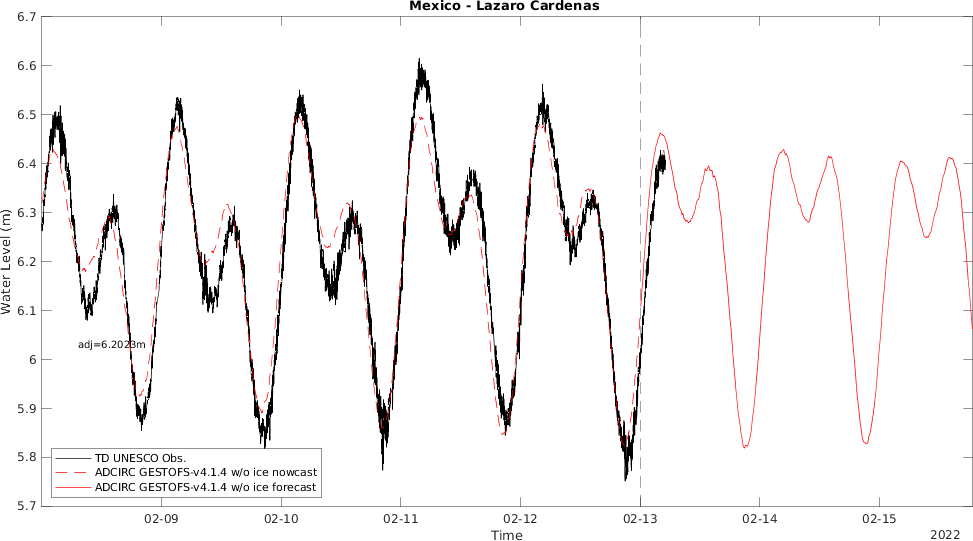 Mexico - Lazaro Cardenas
6.7
6.6
6.5
6.4
6.3
6.2
6.1
6
5.9
5.8
5.7
Water Level (m)
adj=6.2023m
TD UNESCO Obs.
ADCIRC GESTOFS-v4.1.4 w/o ice nowcast
ADCIRC GESTOFS-v4.1.4 w/o ice forecast
02-09 02-10 02-11 02-12 02-13 02-14 02-15
Time
2022